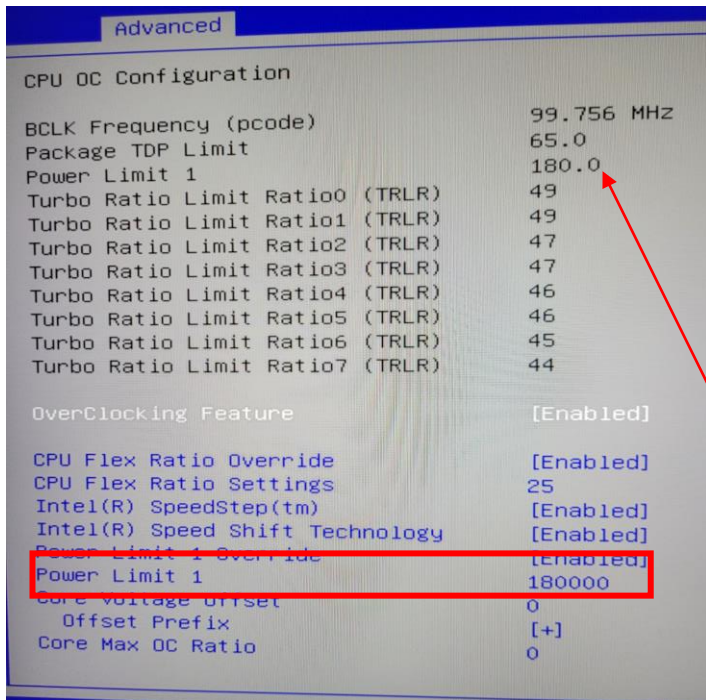 Advanced
CPU OC Configuration
BCLK Frequency (pcode) 99.756 MHz
Package TDP Limit 65.0
Power Limit 1 180.0
Turbo Ratio Limit Ratio0 (TRLR) 49
Turbo Ratio Limit Ratio1 (TRLR) 49
Turbo Ratio Limit Ratio2 (TRLR) 47
Turbo Ratio Limit Ratio3 (TRLR) 47
Turbo Ratio Limit Ratio4 (TRLR) 46
Turbo Ratio Limit Ratio5 (TRLR) 46
Turbo Ratio Limit Ratio6 (TRLR) 45
Turbo Ratio Limit Ratio7 (TRLR) 44
OverClocking Feature [Enabled]
CPU Flex Ratio Override [Enabled]
CPU Flex Ratio Settings 25
Intel(R) SpeedStep(tm) [Enabled]
Intel(R) Speed Shift Technology [Enabled]
Power Limit 1 Override [Enabled]
Power Limit 1 180000
Core Voltage Offset 0
Offset Prefix [+]
Core Max OC Ratio 0